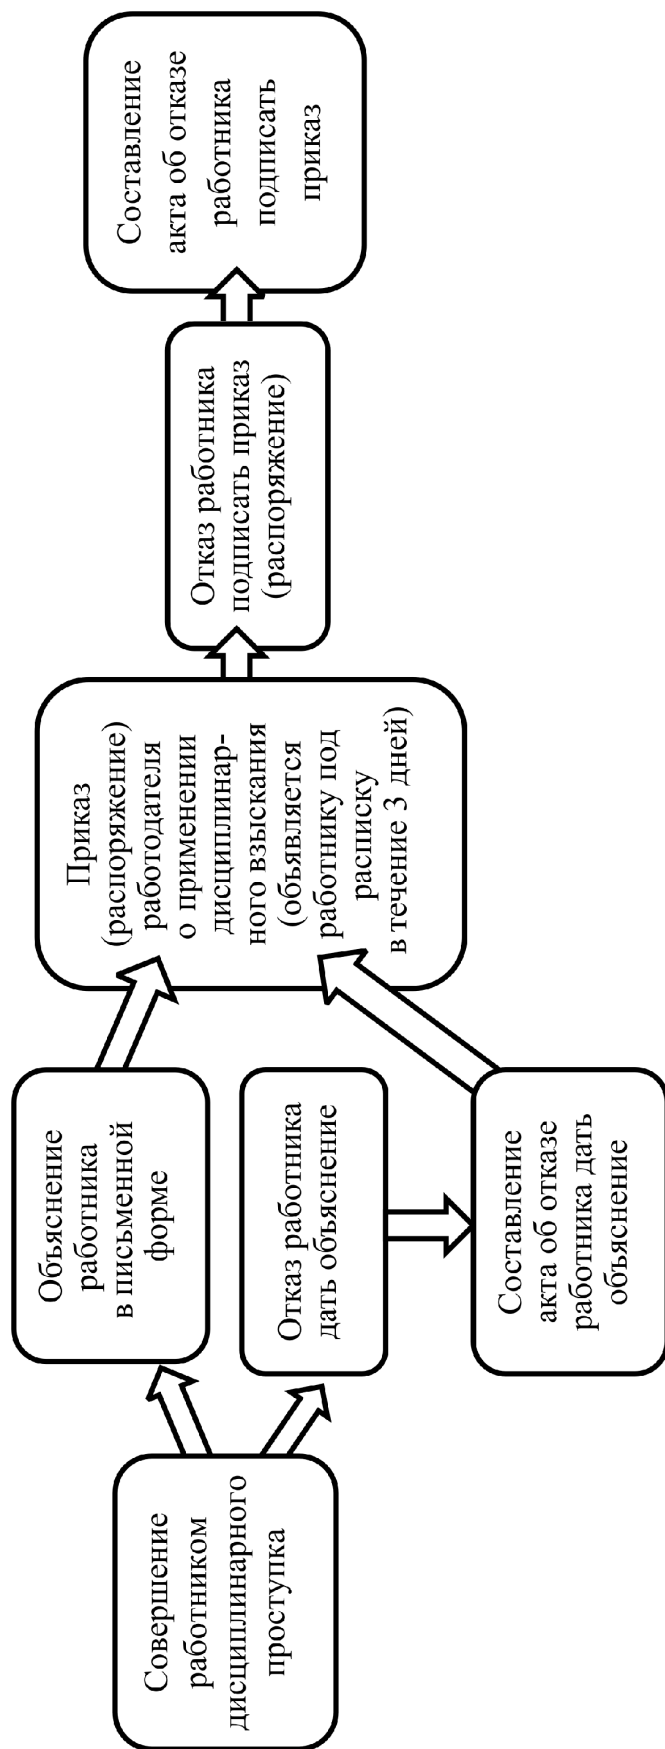 Совершение
работником
дисциплинарного
проступка
Объяснение
работника
в письменной
форме
Отказ работника
дать объяснение
Составление
акта об отказе
работника дать
объяснение
Приказ
(распоряжение)
работодателя
о применении
дисциплинар-
ного взыскания
(объявляется
работнику под
расписку
в течение 3 дней)
Отказ работника
подписать приказ
(распоряжение)
Составление
акта об отказе
работника
подписать
приказ